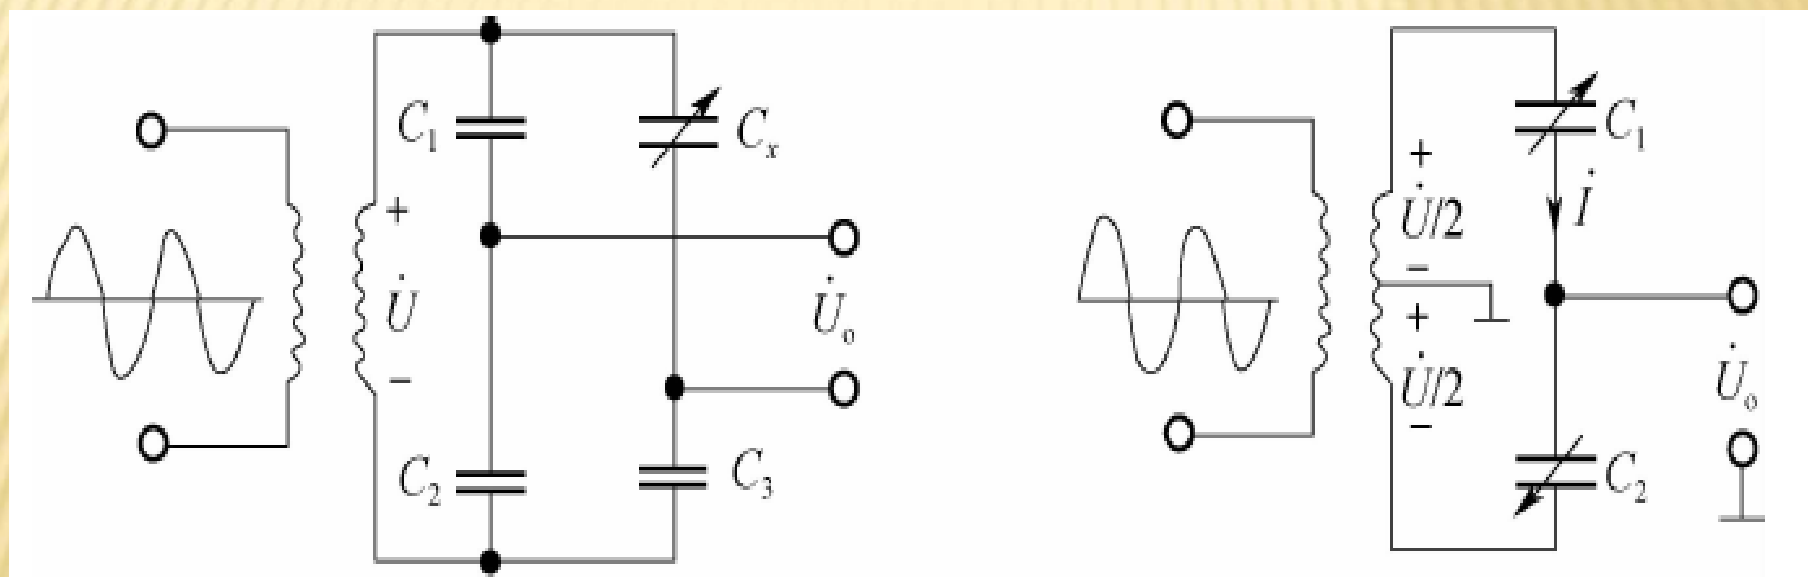 C₁
Cₓ
+
U̇
−
U̇ₒ
C₂
C₃
C₁
+
U̇/2
−
İ
+
U̇/2
−
U̇ₒ
C₂